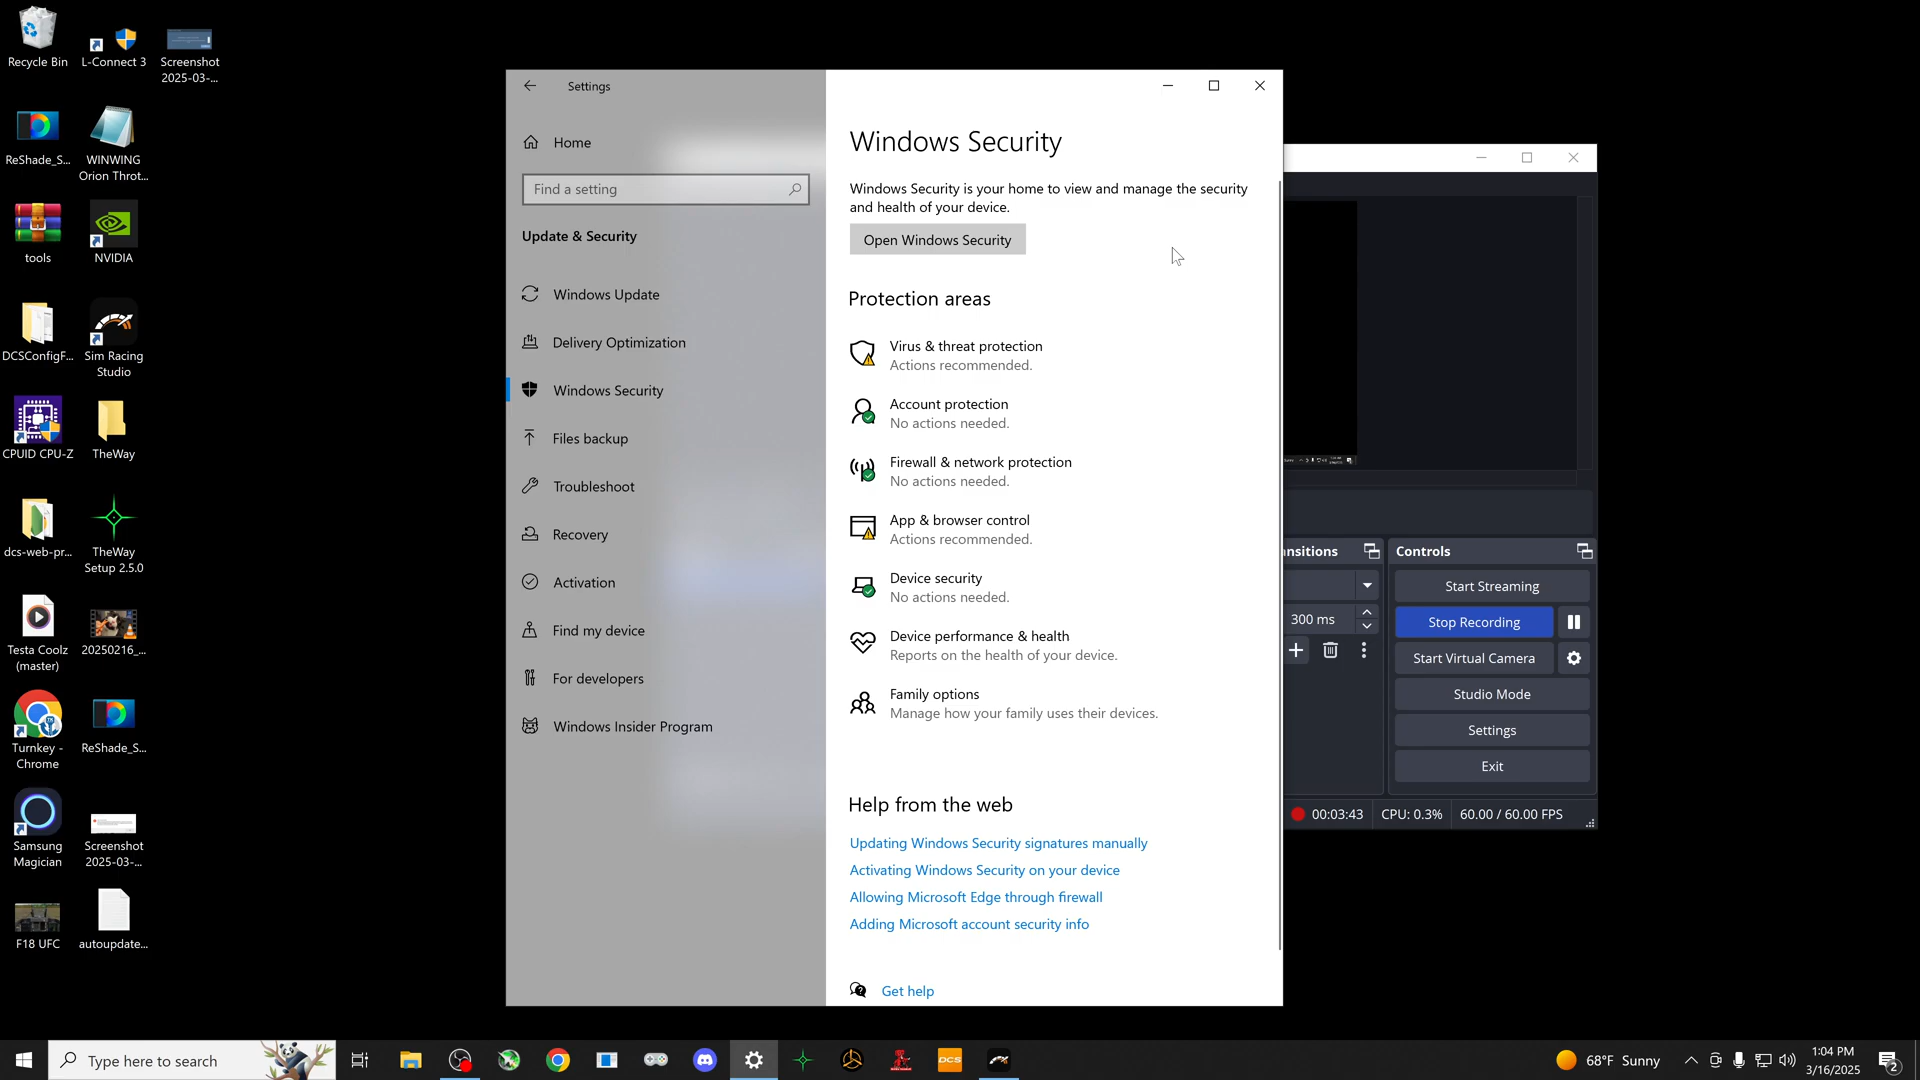 Recycle Bin
L-Connect 3
Screenshot
2025-03-...
ReShade_S...
WINWING
Orion Throt...
tools
NVIDIA
DCSConfigF...
Sim Racing
Studio
CPUID CPU-Z
TheWay
dcs-web-pr...
TheWay
Setup 2.5.0
Testa Coolz
(master)
20250216_...
Turnkey -
Chrome
ReShade_S...
Samsung
Magician
Screenshot
2025-03-...
F18 UFC
autoupdate...
Settings
Home
Find a setting
Update & Security
Windows Update
Delivery Optimization
Windows Security
Files backup
Troubleshoot
Recovery
Activation
Find my device
For developers
Windows Insider Program
Windows Security
Windows Security is your home to view and manage the security
and health of your device.
Open Windows Security
Protection areas
Virus & threat protection
Actions recommended.
Account protection
No actions needed.
Firewall & network protection
No actions needed.
App & browser control
Actions recommended.
Device security
No actions needed.
Device performance & health
Reports on the health of your device.
Family options
Manage how your family uses their devices.
Help from the web
Updating Windows Security signatures manually
Activating Windows Security on your device
Allowing Microsoft Edge through firewall
Adding Microsoft account security info
Get help
nsitions
Controls
300 ms
Start Streaming
Stop Recording
Start Virtual Camera
Studio Mode
Settings
Exit
00:03:43
CPU: 0.3%
60.00 / 60.00 FPS
Type here to search
DCS
68°F Sunny
1:04 PM
3/16/2025
2